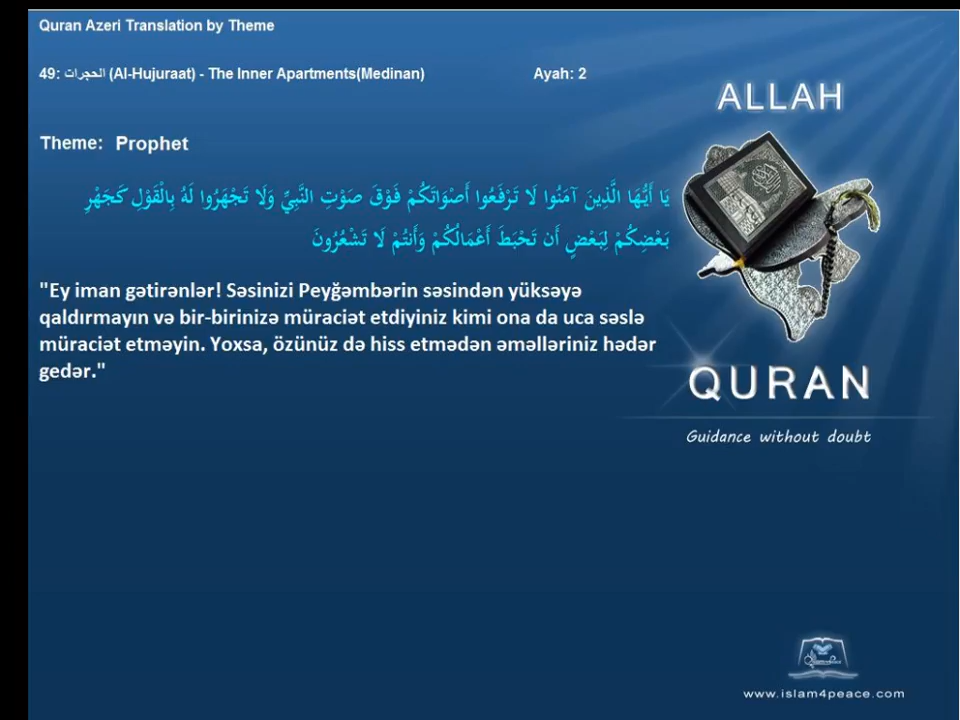 Quran Azeri Translation by Theme
49: الحجرات (Al-Hujuraat) - The Inner Apartments(Medinan) Ayah: 2
ALLAH
Theme: Prophet
يَا أَيُّهَا الَّذِينَ آمَنُوا لَا تَرْفَعُوا أَصْوَاتَكُمْ فَوْقَ صَوْتِ النَّبِيِّ وَلَا تَجْهَرُوا لَهُ بِالْقَوْلِ كَجَهْرِ
بَعْضِكُمْ لِبَعْضٍ أَن تَحْبَطَ أَعْمَالُكُمْ وَأَنتُمْ لَا تَشْعُرُونَ
"Ey iman gətirənlər! Səsinizi Peyğəmbərin səsindən yüksəyə
qaldırmayın və bir-birinizə müraciət etdiyiniz kimi ona da uca səslə
müraciət etməyin. Yoxsa, özünüz də hiss etmədən əməlləriniz hədər
gedər."
QURAN
Guidance without doubt
www.islam4peace.com